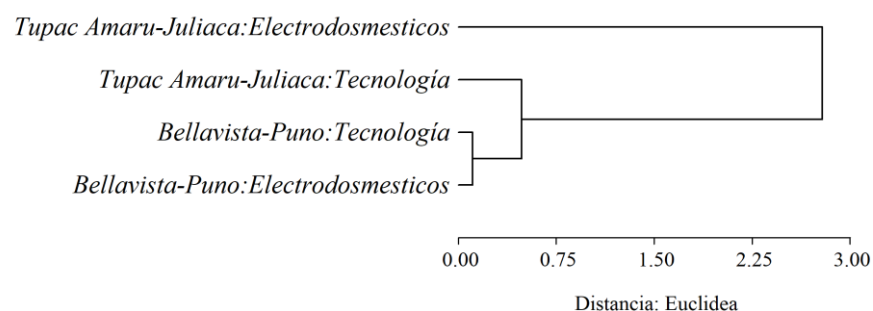 Tupac Amaru-Juliaca:Electrodosmesticos
Tupac Amaru-Juliaca:Tecnología
Bellavista-Puno:Tecnología
Bellavista-Puno:Electrodosmesticos
0.00 0.75 1.50 2.25 3.00
Distancia: Euclidea